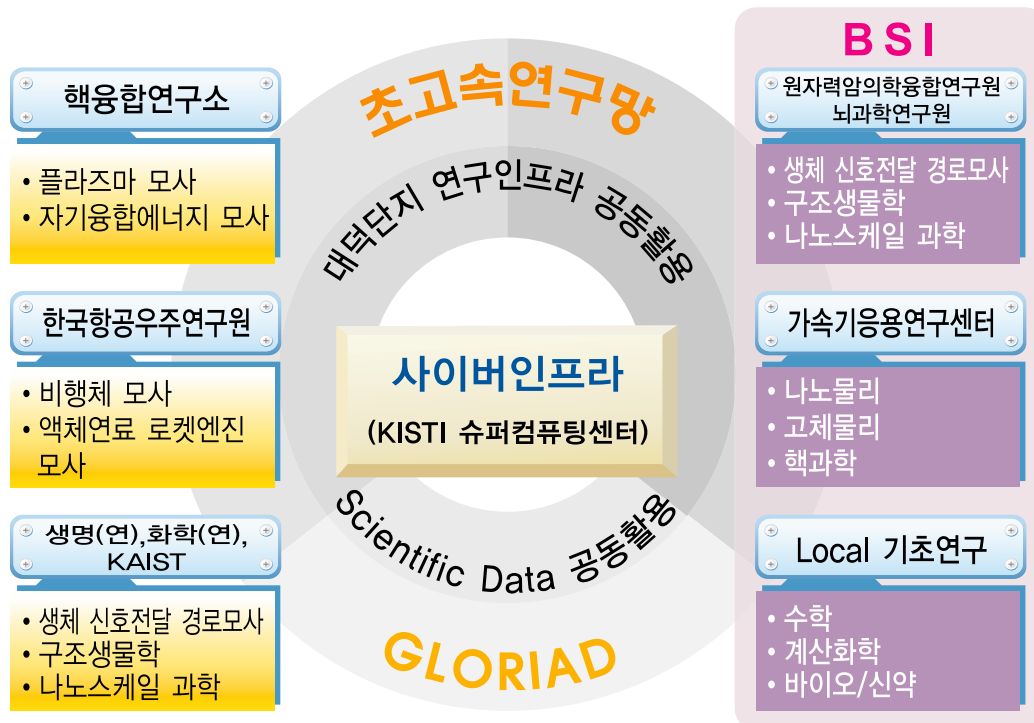 핵융합연구소
• 플라즈마 모사
• 자기융합에너지 모사
한국항공우주연구원
• 비행체 모사
• 액체연료 로켓엔진
모사
생명(연),화학(연),
KAIST
• 생체 신호전달 경로모사
• 구조생물학
• 나노스케일 과학
초고속연구망
대덕단지 연구인프라 공동활용
사이버인프라
(KISTI 슈퍼컴퓨팅센터)
Scientific Data 공동활용
GLORIAD
BSI
원자력암의학융합연구원
뇌과학연구원
• 생체 신호전달 경로모사
• 구조생물학
• 나노스케일 과학
가속기응용연구센터
• 나노물리
• 고체물리
• 핵과학
Local 기초연구
• 수학
• 계산화학
• 바이오/신약